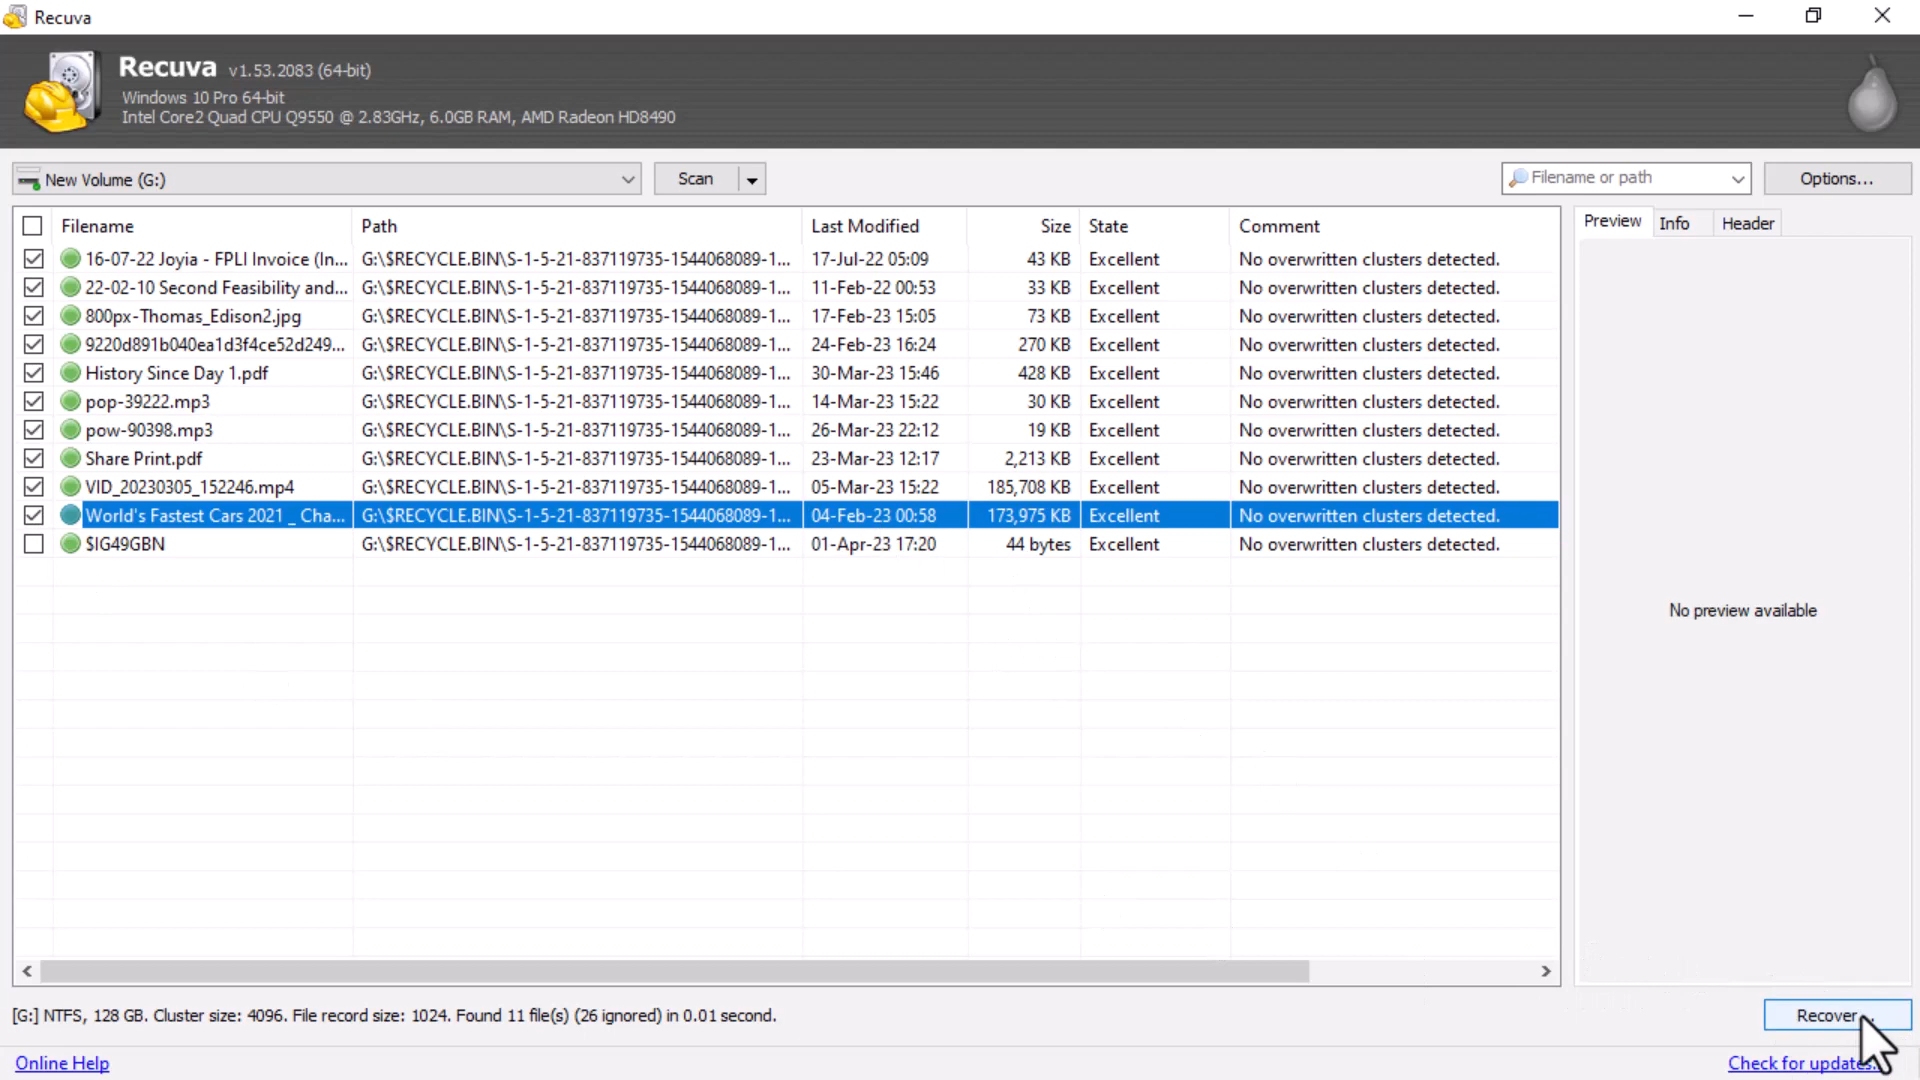 Recuva
Recuva v1.53.2083 (64-bit)
Windows 10 Pro 64-bit
Intel Core2 Quad CPU Q9550 @ 2.83GHz, 6.0GB RAM, AMD Radeon HD8490
New Volume (G:) Scan Filename or path Options...
Filename Path Last Modified Size State Comment Preview Info Header
16-07-22 Joyia - FPLI Invoice (In... G:\$RECYCLE.BIN\S-1-5-21-837119735-1544068089-1... 17-Jul-22 05:09 43 KB Excellent No overwritten clusters detected.
22-02-10 Second Feasibility and... G:\$RECYCLE.BIN\S-1-5-21-837119735-1544068089-1... 11-Feb-22 00:53 33 KB Excellent No overwritten clusters detected.
800px-Thomas_Edison2.jpg G:\$RECYCLE.BIN\S-1-5-21-837119735-1544068089-1... 17-Feb-23 15:05 73 KB Excellent No overwritten clusters detected.
9220d891b040ea1d3f4ce52d249... G:\$RECYCLE.BIN\S-1-5-21-837119735-1544068089-1... 24-Feb-23 16:24 270 KB Excellent No overwritten clusters detected.
History Since Day 1.pdf G:\$RECYCLE.BIN\S-1-5-21-837119735-1544068089-1... 30-Mar-23 15:46 428 KB Excellent No overwritten clusters detected.
pop-39222.mp3 G:\$RECYCLE.BIN\S-1-5-21-837119735-1544068089-1... 14-Mar-23 15:22 30 KB Excellent No overwritten clusters detected.
pow-90398.mp3 G:\$RECYCLE.BIN\S-1-5-21-837119735-1544068089-1... 26-Mar-23 22:12 19 KB Excellent No overwritten clusters detected.
Share Print.pdf G:\$RECYCLE.BIN\S-1-5-21-837119735-1544068089-1... 23-Mar-23 12:17 2,213 KB Excellent No overwritten clusters detected.
VID_20230305_152246.mp4 G:\$RECYCLE.BIN\S-1-5-21-837119735-1544068089-1... 05-Mar-23 15:22 185,708 KB Excellent No overwritten clusters detected.
World's Fastest Cars 2021 _ Cha... G:\$RECYCLE.BIN\S-1-5-21-837119735-1544068089-1... 04-Feb-23 00:58 173,975 KB Excellent No overwritten clusters detected.
$IG49GBN G:\$RECYCLE.BIN\S-1-5-21-837119735-1544068089-1... 01-Apr-23 17:20 44 bytes Excellent No overwritten clusters detected.
No preview available
[G:] NTFS, 128 GB. Cluster size: 4096. File record size: 1024. Found 11 file(s) (26 ignored) in 0.01 second. Recover...
Online Help Check for updates...